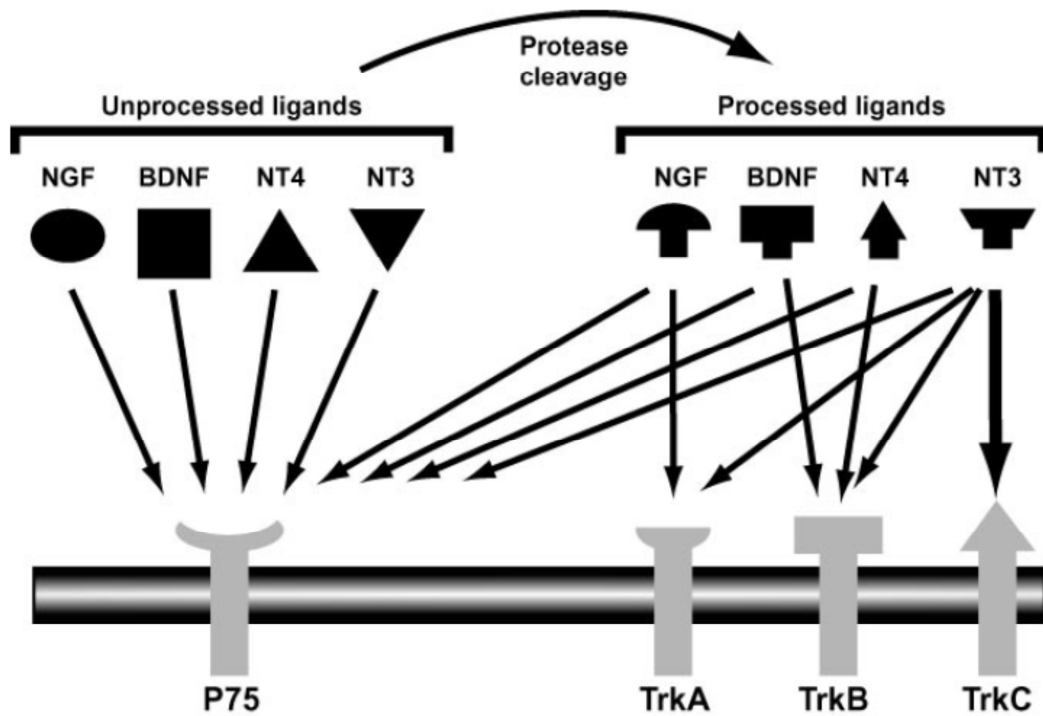 Protease
cleavage
Unprocessed ligands
Processed ligands
NGF BDNF NT4 NT3
NGF BDNF NT4 NT3
P75 TrkA TrkB TrkC